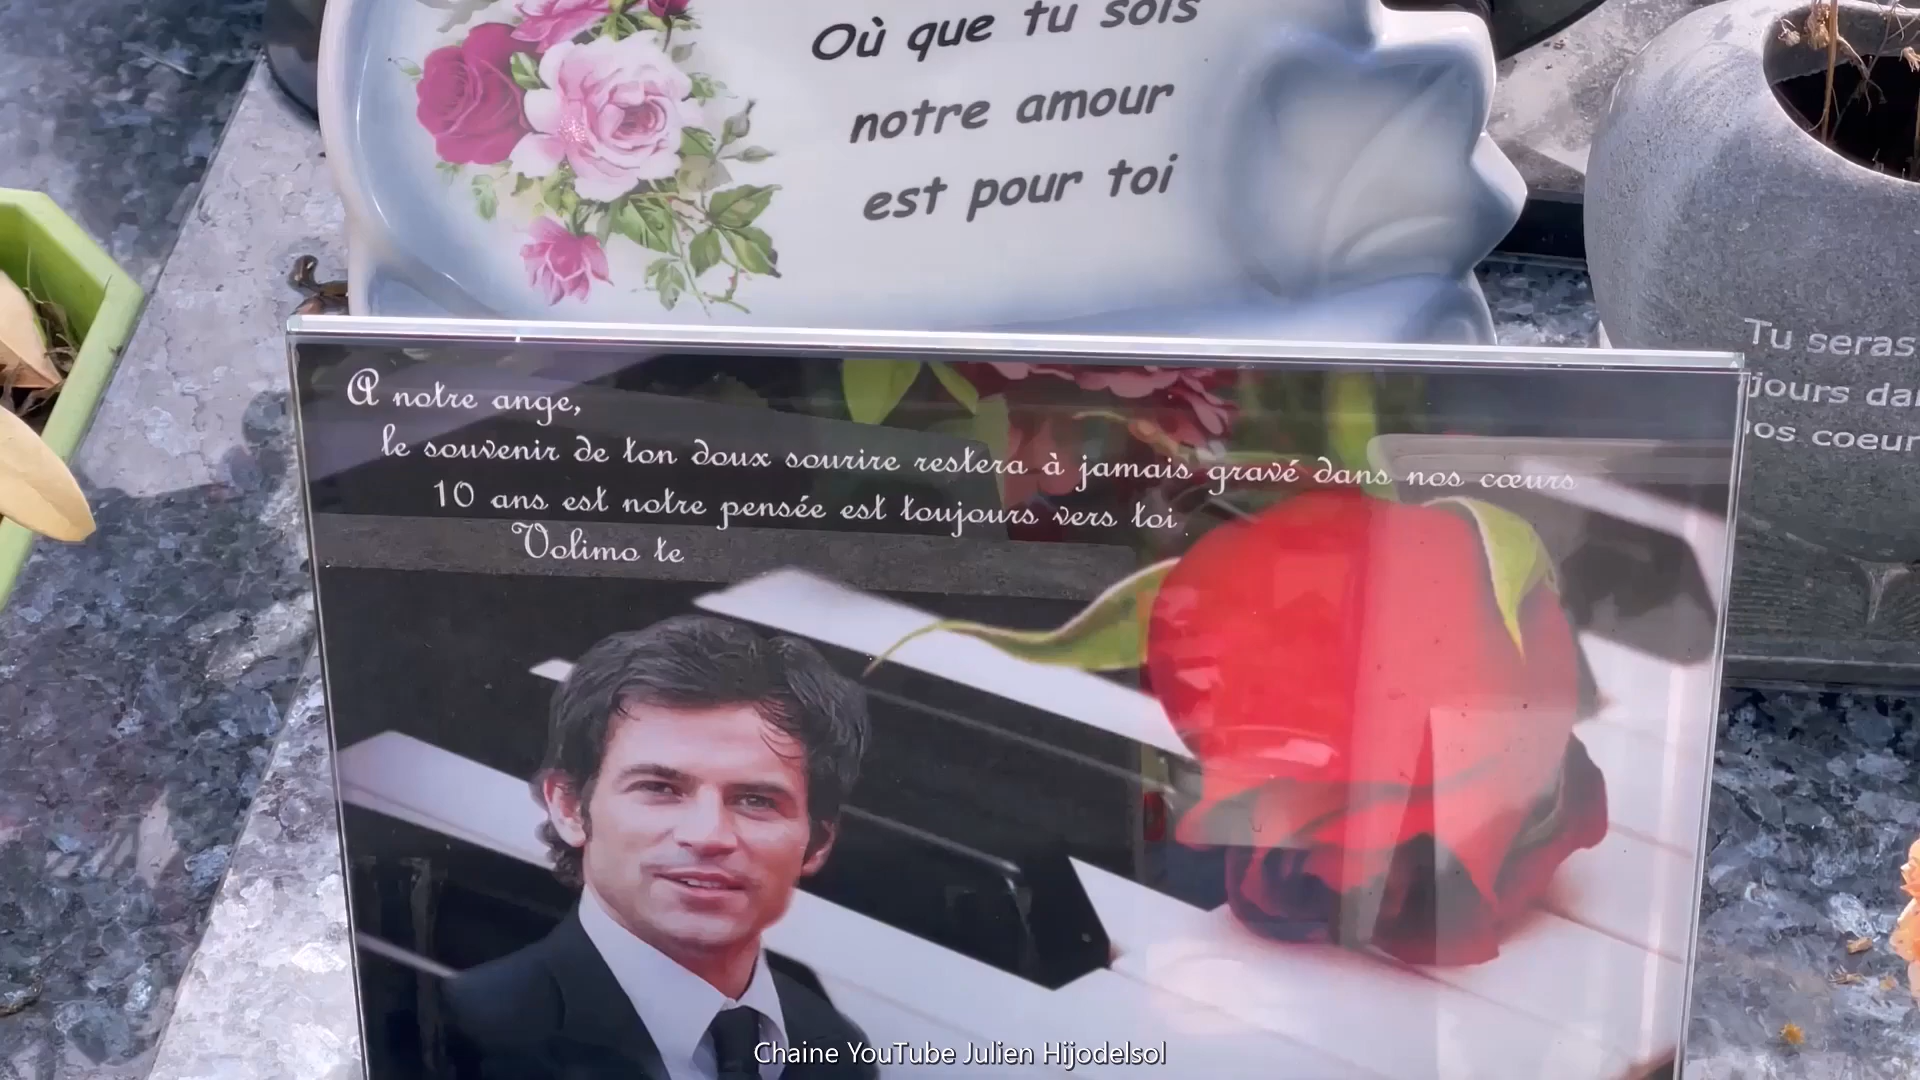 Où que tu sois
notre amour
est pour toi
A notre ange,
le souvenir de ton doux sourire restera à jamais gravé dans nos cœurs
10 ans est notre pensée est toujours vers toi
Volimo te
Tu seras
jours da
nos coeur
Chaine YouTube Julien Hijodelsol